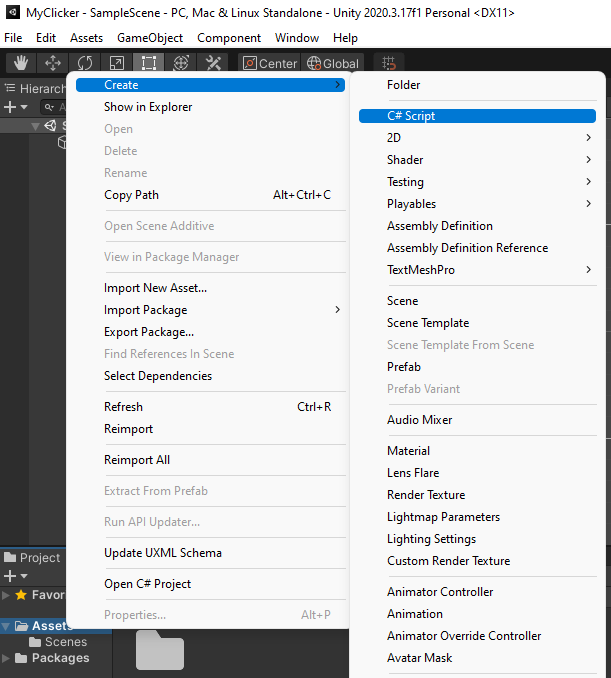 MyClicker - SampleScene - PC, Mac & Linux Standalone - Unity 2020.3.17f1 Personal <DX11>
File Edit Assets GameObject Component Window Help
Center Global
Hierarch
Create
Show in Explorer
Open
Delete
Rename
Copy Path Alt+Ctrl+C
Open Scene Additive
View in Package Manager
Import New Asset...
Import Package
Export Package...
Find References In Scene
Select Dependencies
Refresh Ctrl+R
Reimport
Reimport All
Extract From Prefab
Run API Updater...
Update UXML Schema
Open C# Project
Properties... Alt+P
Folder
C# Script
2D
Shader
Testing
Playables
Assembly Definition
Assembly Definition Reference
TextMeshPro
Scene
Scene Template
Scene Template From Scene
Prefab
Prefab Variant
Audio Mixer
Material
Lens Flare
Render Texture
Lightmap Parameters
Lighting Settings
Custom Render Texture
Animator Controller
Animation
Animator Override Controller
Avatar Mask
Project
Favor
Assets
Scenes
Packages